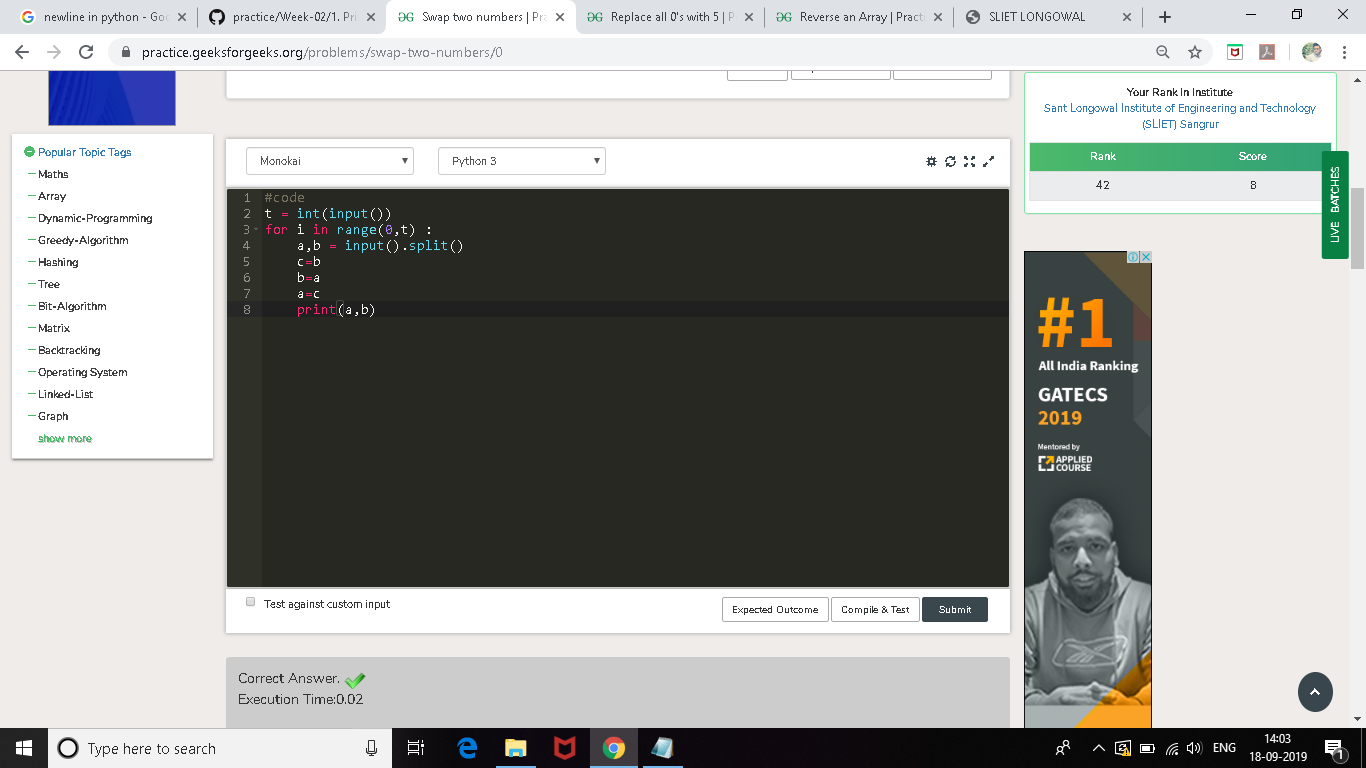 newline in python - Goo
practice/Week-02/1. Pri
Swap two numbers | Pra
Replace all 0's with 5 | P
Reverse an Array | Practi
SLIET LONGOWAL
practice.geeksforgeeks.org/problems/swap-two-numbers/0
Popular Topic Tags
Maths
Array
Dynamic-Programming
Greedy-Algorithm
Hashing
Tree
Bit-Algorithm
Matrix
Backtracking
Operating System
Linked-List
Graph
show more
Monokai
Python 3
1 #code
2 t = int(input())
3 for i in range(0,t) :
4 a,b = input().split()
5 c=b
6 b=a
7 a=c
8 print(a,b)
Test against custom input
Expected Outcome
Compile & Test
Submit
Correct Answer.
Execution Time:0.02
Your Rank in Institute
Sant Longowal Institute of Engineering and Technology
(SLIET) Sangrur
Rank Score
42 8
LIVE BATCHES
#1
All India Ranking
GATECS
2019
Mentored by
APPLIED
COURSE
Type here to search
ENG
14:03
18-09-2019
1